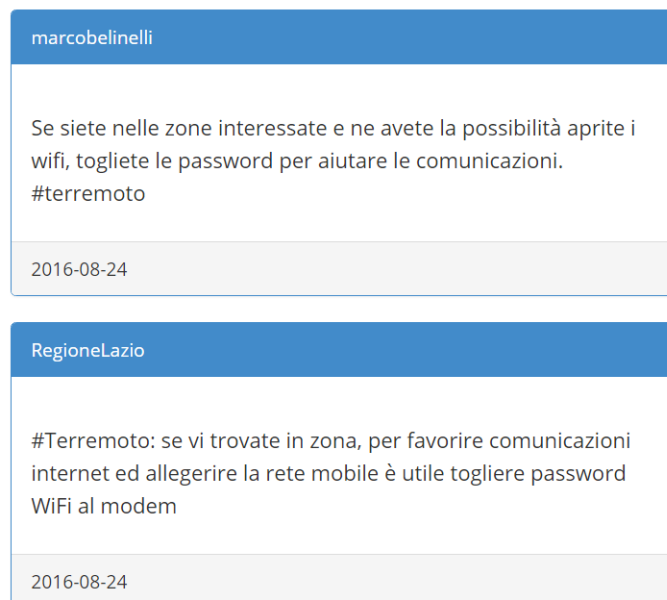 marcobelinelli
Se siete nelle zone interessate e ne avete la possibilità aprite i
wifi, togliete le password per aiutare le comunicazioni.
#terremoto
2016-08-24
RegioneLazio
#Terremoto: se vi trovate in zona, per favorire comunicazioni
internet ed allegerire la rete mobile è utile togliere password
WiFi al modem
2016-08-24